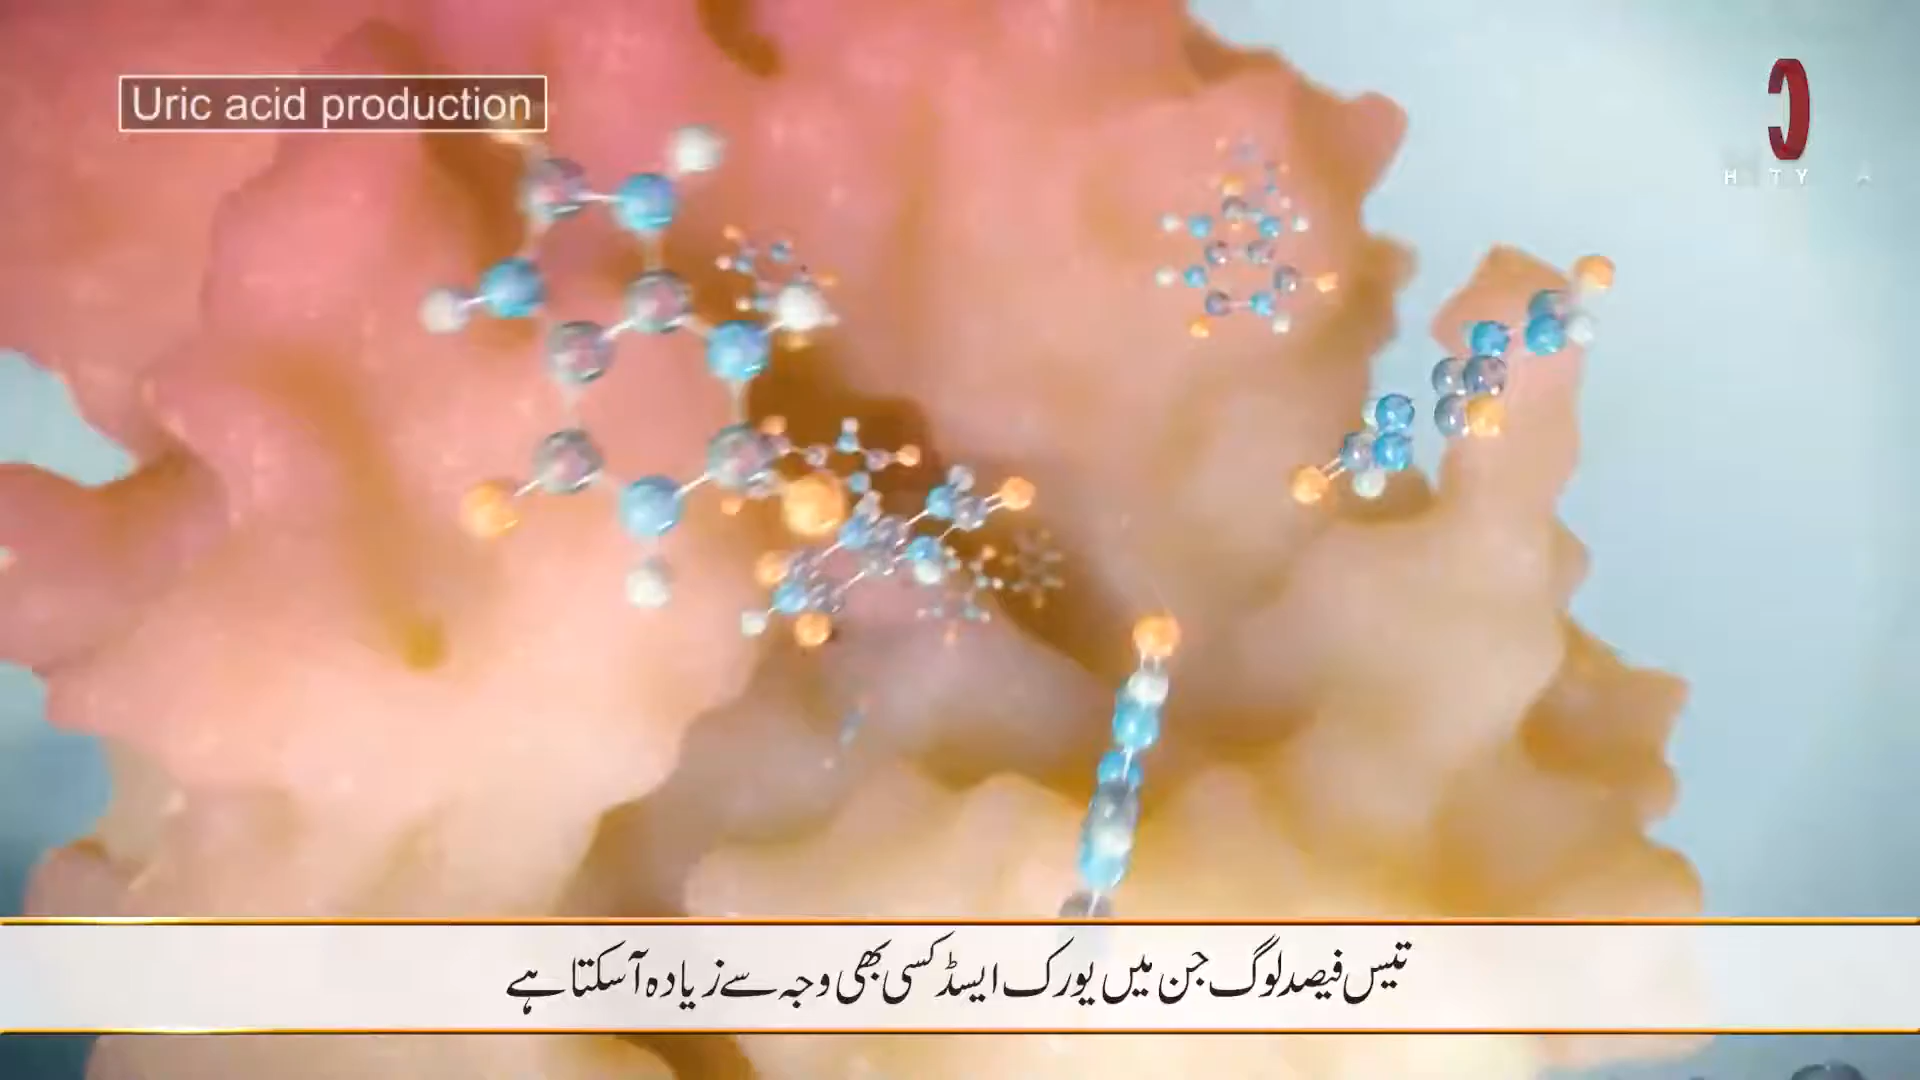 Uric acid production
تیس فیصد لوگ جن میں یورک ایسڈ کسی بھی وجہ سے زیادہ آسکتا ہے